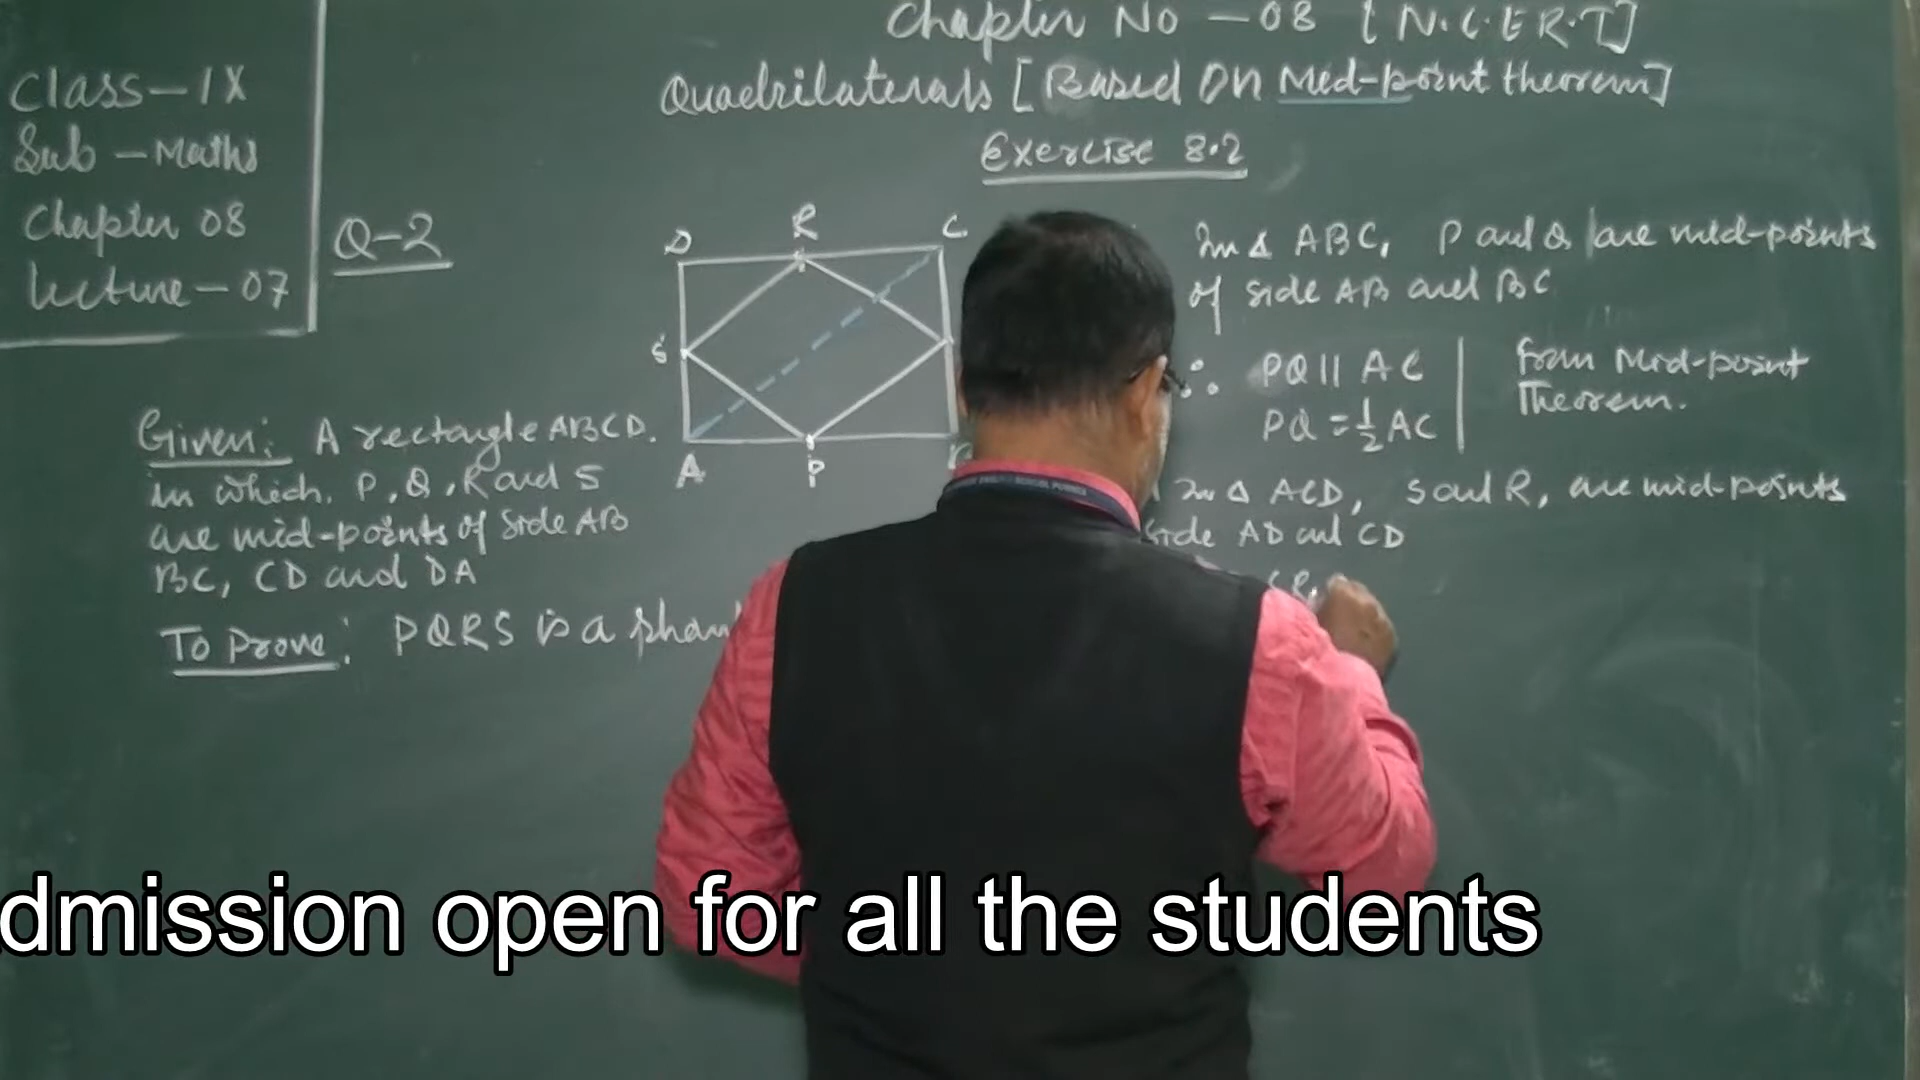 Chapter No - 08 [N.C.E.R.T]
Quadrilaterals [Based On Mid-point theorem]
Exercise 8.2
Class-IX
Sub - Maths
Chapter 08
Lecture-07
Q-2
D R C
S
A P
Given: A rectangle ABCD.
in which, P, Q, R and S
are mid-points of side AB
BC, CD and DA
To Prove: PQRS is a
In Δ ABC, P and Q are mid-points
of side AB and BC
∴ PQ || AC
PQ = 1/2 AC
from Mid-point
Theorem.
In Δ ACD, S and R, are mid-points
side AD and CD
dmission open for all the students